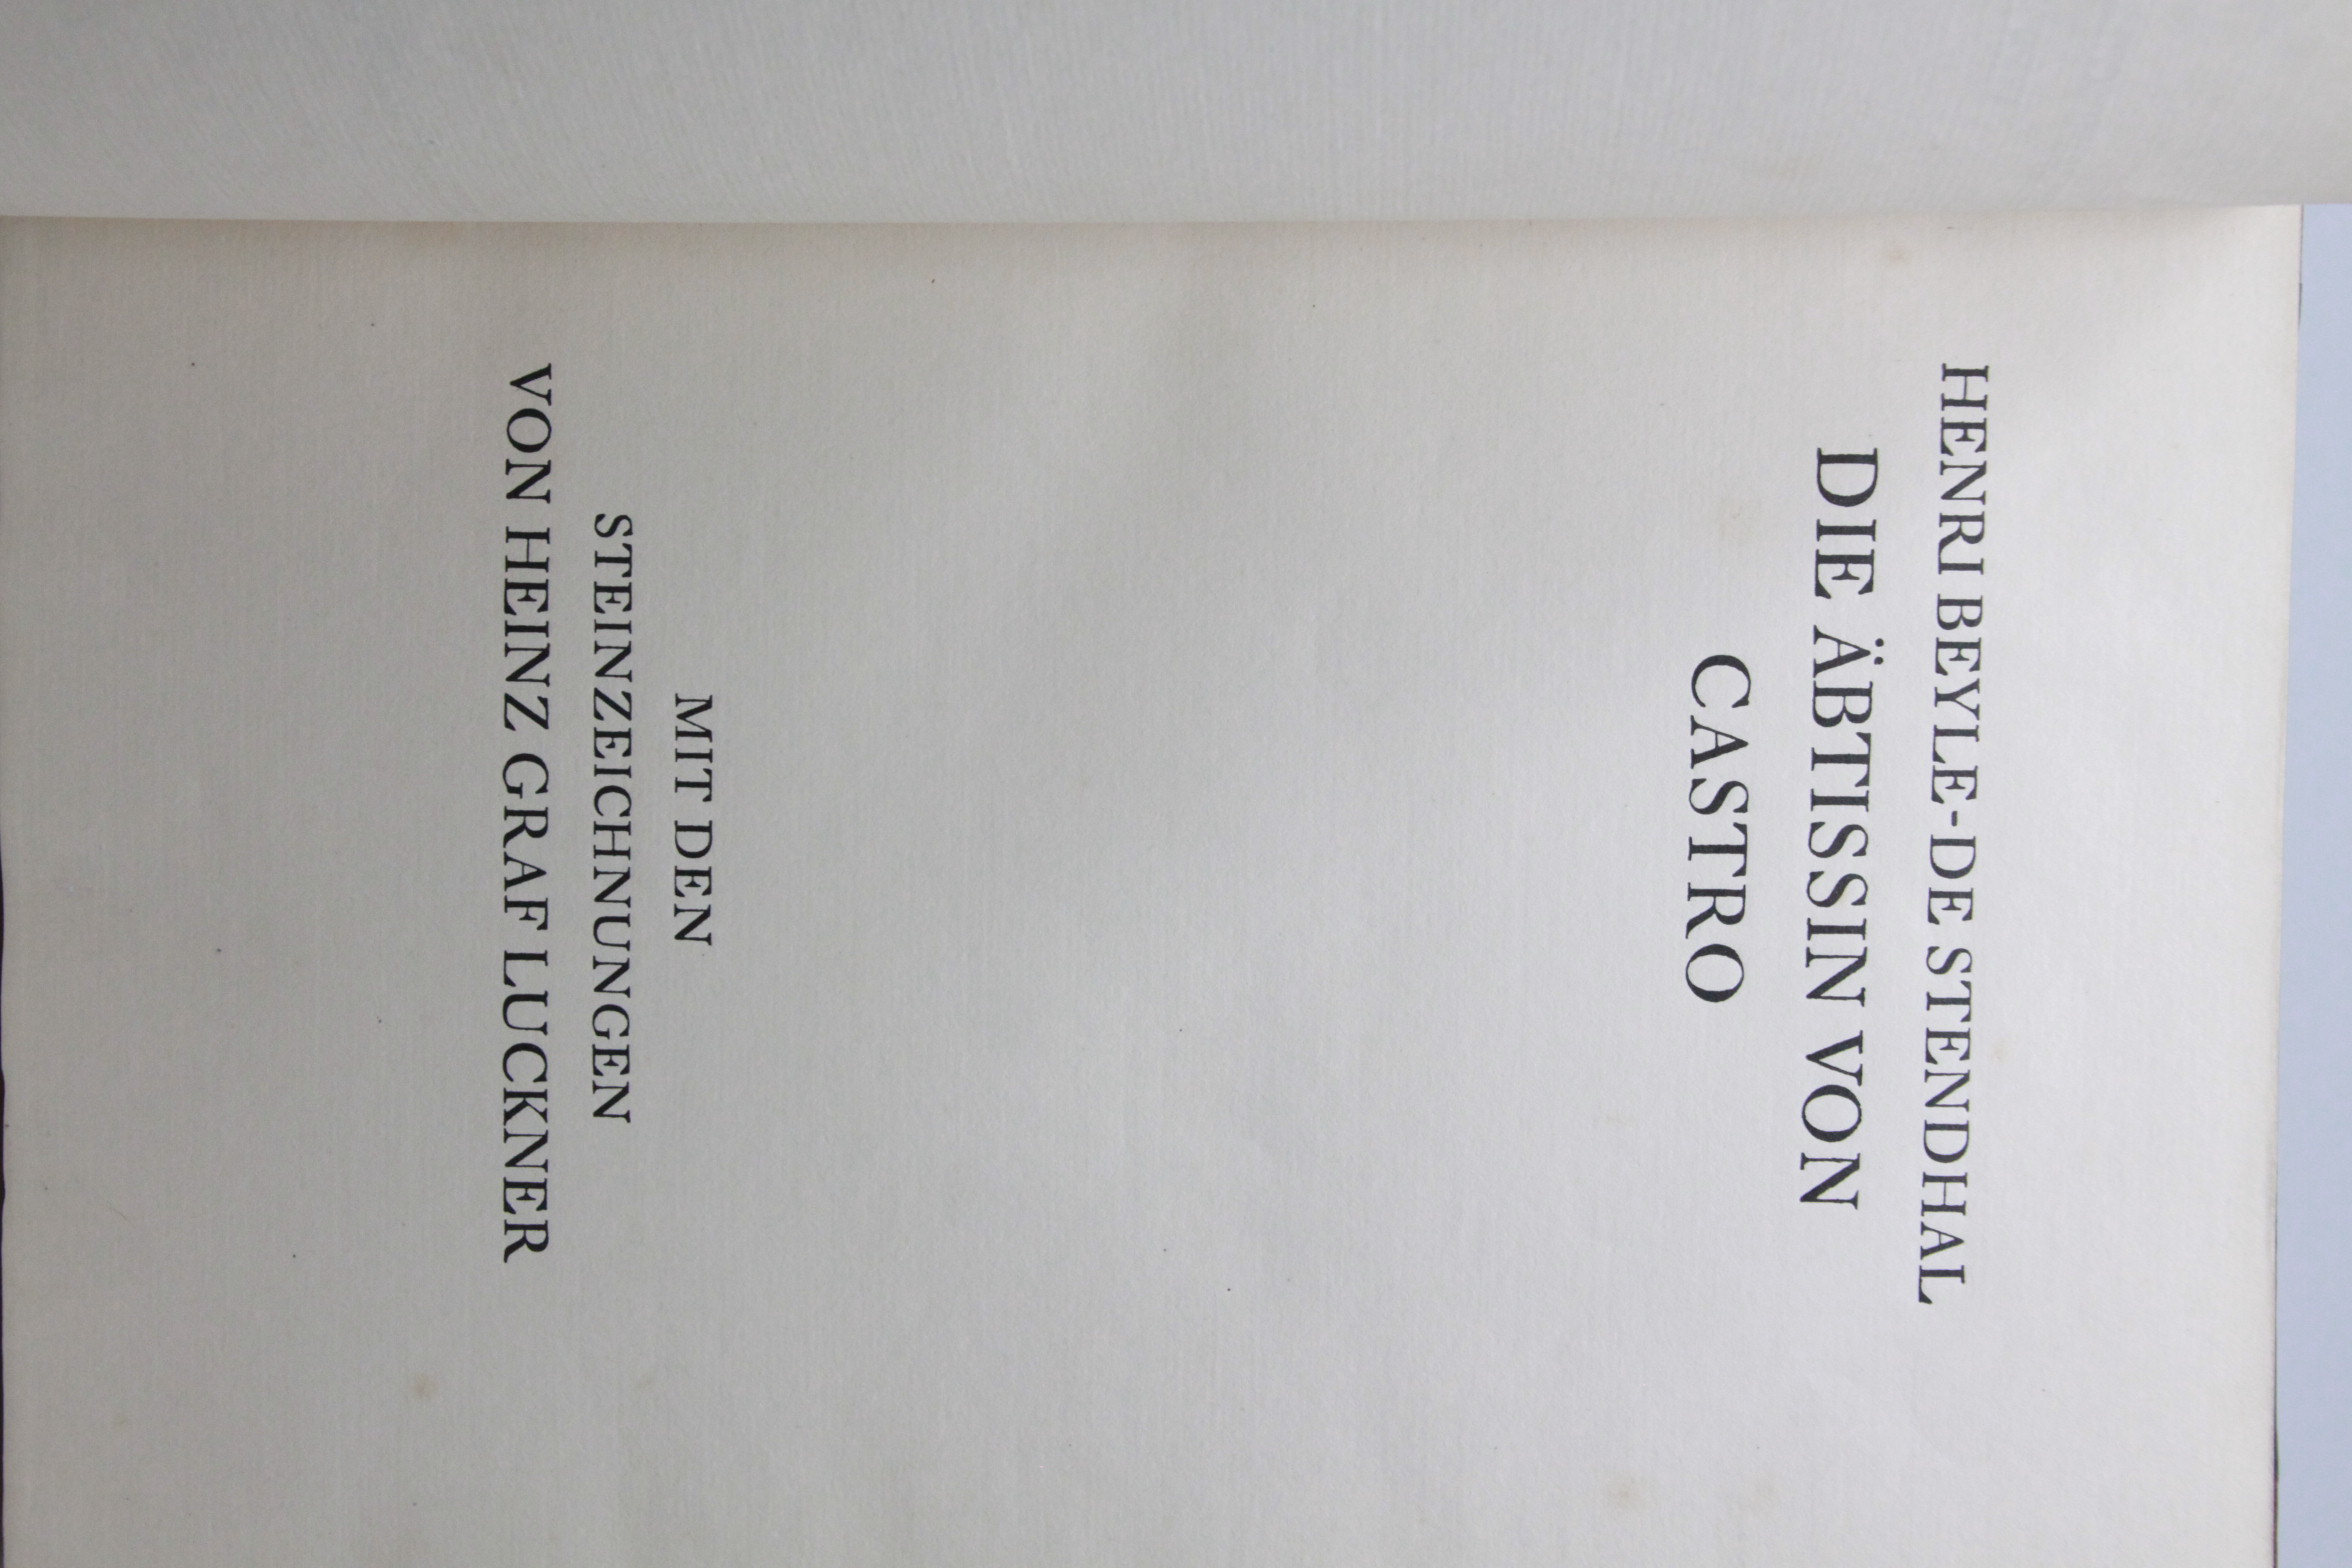 HENRI BEYLE-DE STENDHAL
DIE ÄBTISSIN VON
CASTRO
MIT DEN
STEINZEICHNUNGEN
VON HEINZ GRAF LUCKNER